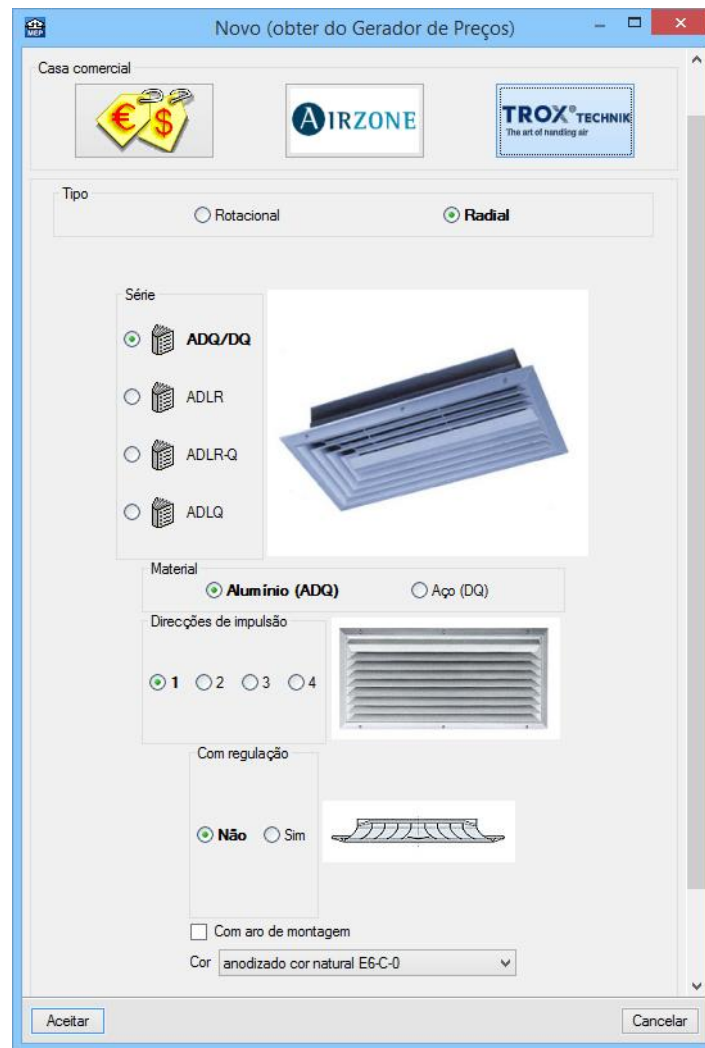 MEP
Novo (obter do Gerador de Preços)
Casa comercial
€ $
AIRZONE
TROX® TECHNIK
The art of handling air
Tipo
Rotacional
Radial
Série
ADQ/DQ
ADLR
ADLR-Q
ADLQ
Material
Alumínio (ADQ)
Aço (DQ)
Direcções de impulsão
1 2 3 4
Com regulação
Não Sim
Com aro de montagem
Cor anodizado cor natural E6-C-0
Aceitar
Cancelar